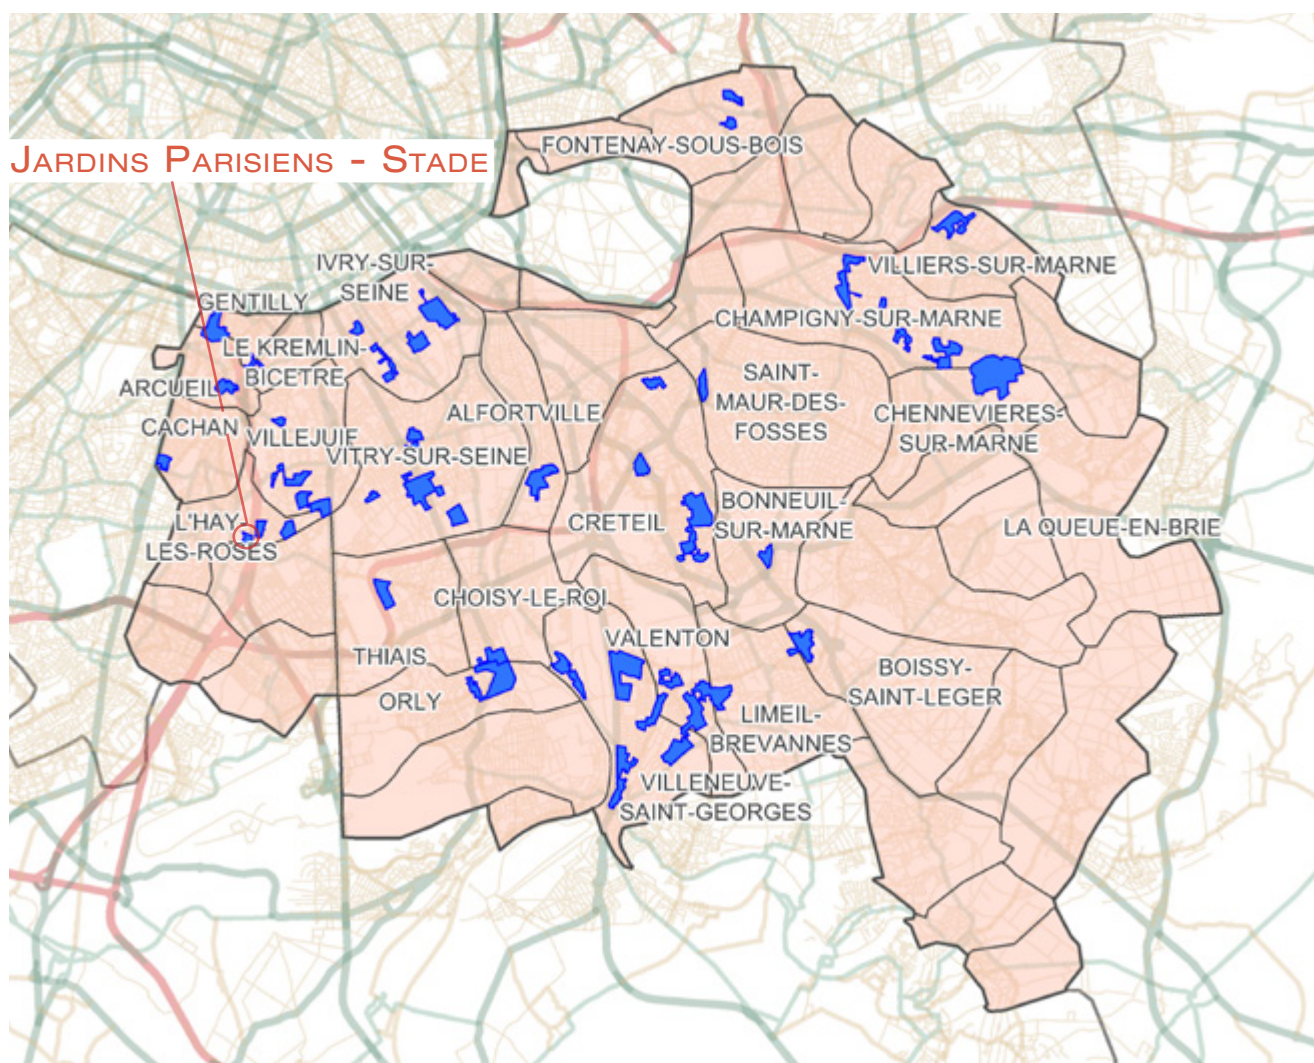 FONTENAY-SOUS-BOIS
JARDINS PARISIENS - STADE
IVRY-SUR-
SEINE
VILLIERS-SUR-MARNE
GENTILLY
CHAMPIGNY-SUR-MARNE
LE KREMLIN-
BICETRE
ARCUEIL
SAINT-
MAUR-DES-
FOSSES
ALFORTVILLE
CHENNEVIERES-
SUR-MARNE
CACHAN
VILLEJUIF
VITRY-SUR-SEINE
BONNEUIL-
SUR-MARNE
L'HAY
LES-ROSES
CRETEIL
LA QUEUE-EN-BRIE
CHOISY-LE-ROI
VALENTON
THIAIS
BOISSY-
SAINT-LEGER
ORLY
LIMEIL-
BREVANNES
VILLENEUVE-
SAINT-GEORGES